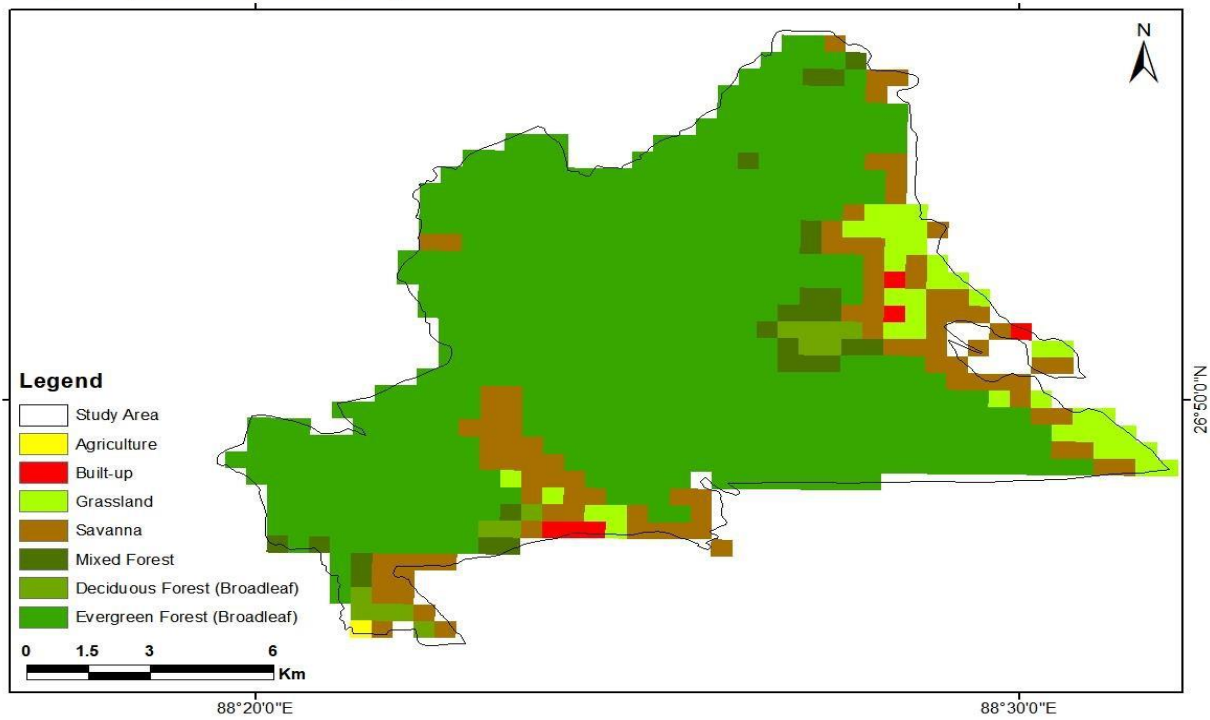 N
Legend
Study Area
Agriculture
Built-up
Grassland
Savanna
Mixed Forest
Deciduous Forest (Broadleaf)
Evergreen Forest (Broadleaf)
0 1.5 3 6
Km
26°50'0"N
88°20'0"E 88°30'0"E